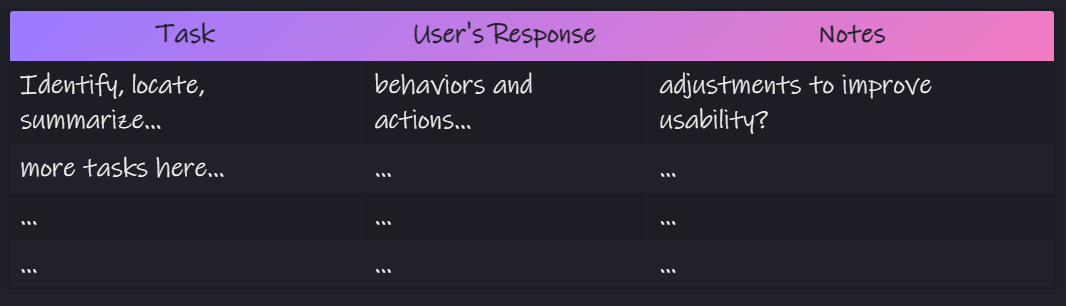 Task User's Response Notes
Identify, locate, behaviors and adjustments to improve
summarize... actions... usability?
more tasks here... ... ...
... ... ...
... ... ...